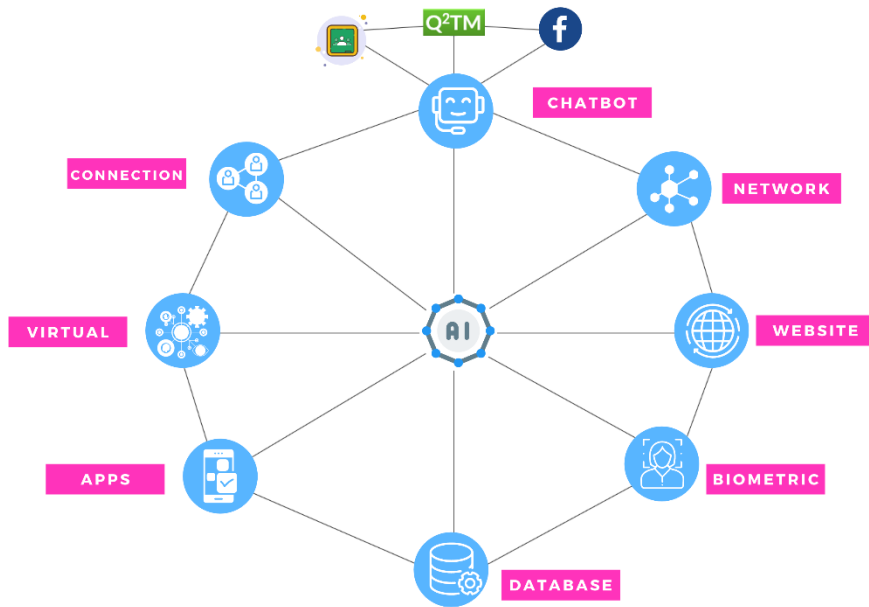 Q²TM
f
CHATBOT
CONNECTION
NETWORK
VIRTUAL
AI
WEBSITE
APPS
BIOMETRIC
DATABASE